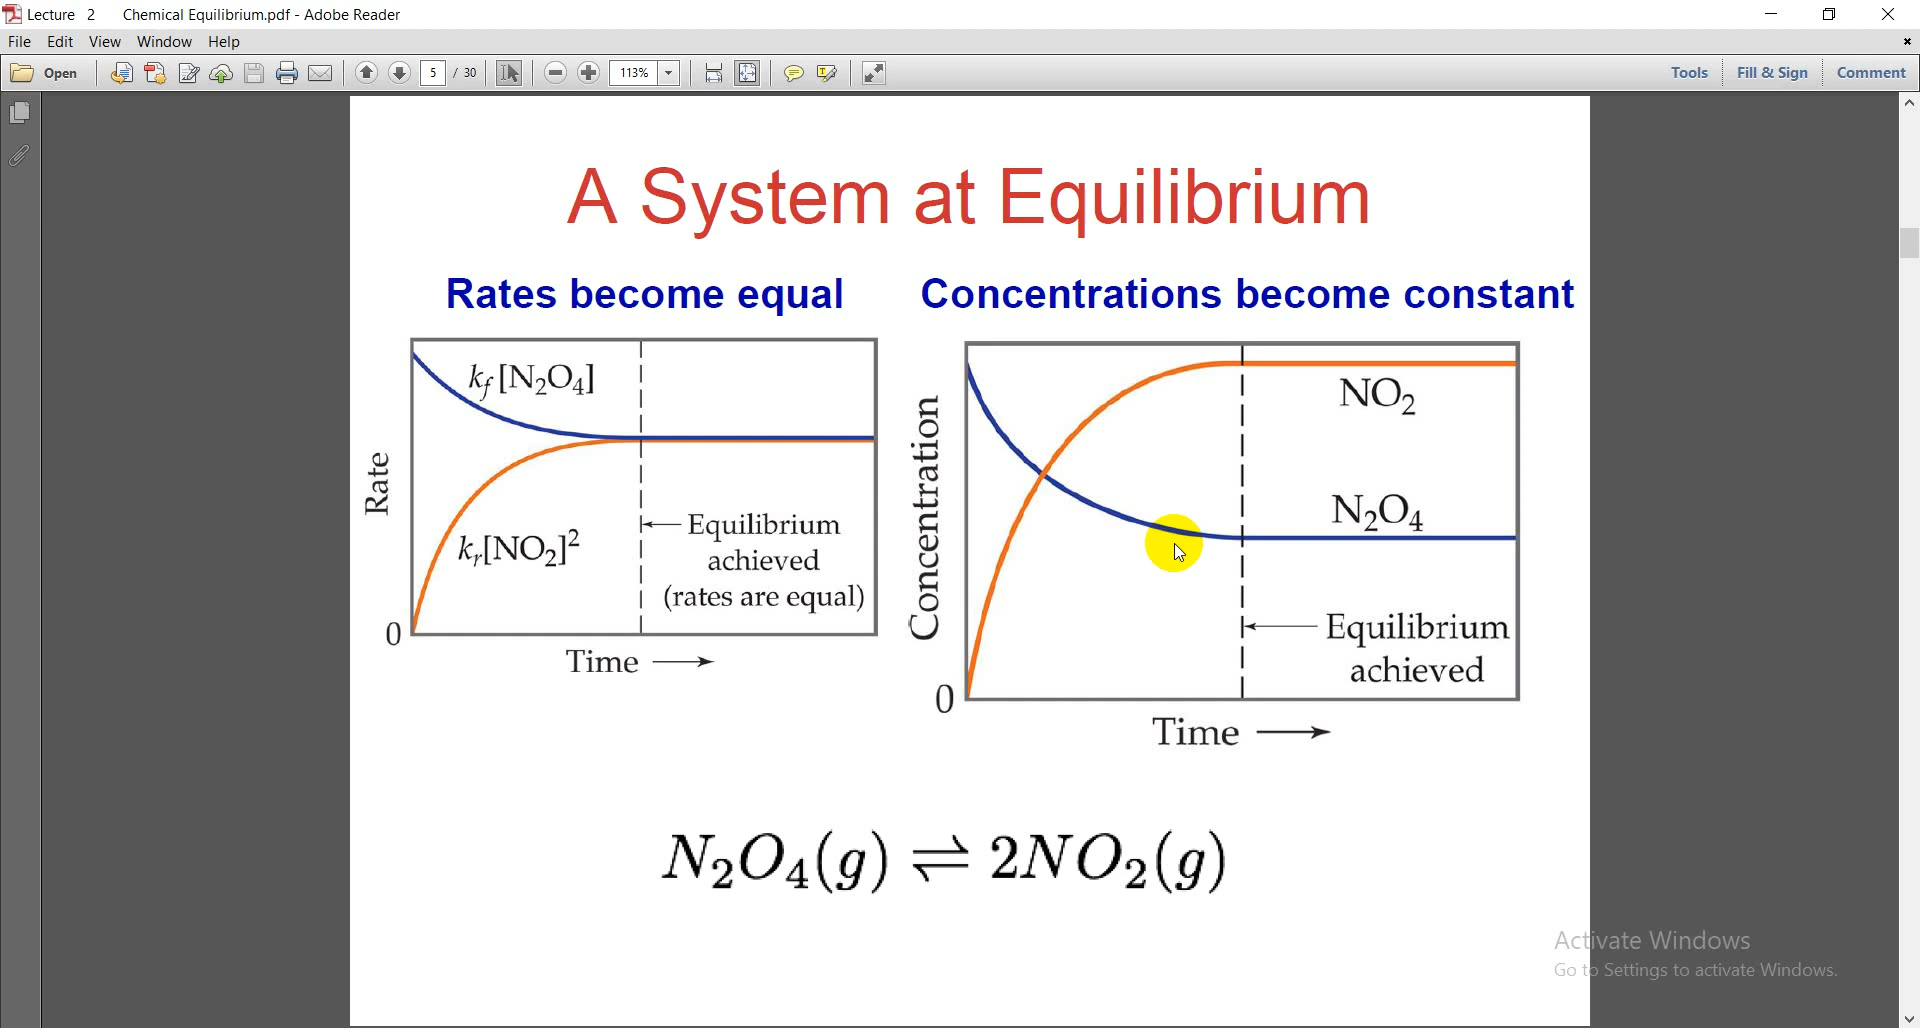 Lecture 2 Chemical Equilibrium.pdf - Adobe Reader
File Edit View Window Help
Open 5 / 30 113% Tools Fill & Sign Comment
A System at Equilibrium
Rates become equal
Concentrations become constant
kf[N₂O₄]
kr[NO₂]²
Rate
Equilibrium
achieved
(rates are equal)
0
Time
NO₂
N₂O₄
Concentration
Equilibrium
achieved
0
Time
N₂O₄(g) ⇌ 2NO₂(g)
Activate Windows
Go to Settings to activate Windows.